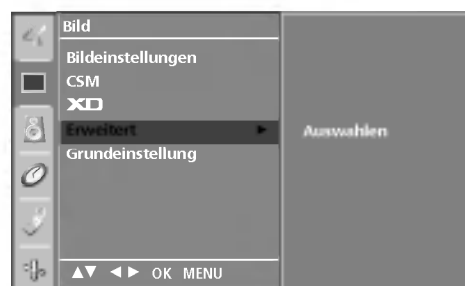 Bild
Bildeinstellungen
CSM
XD
Erweitert ►
Auswahlen
Grundeinstellung
▲▼ ◄► OK MENU